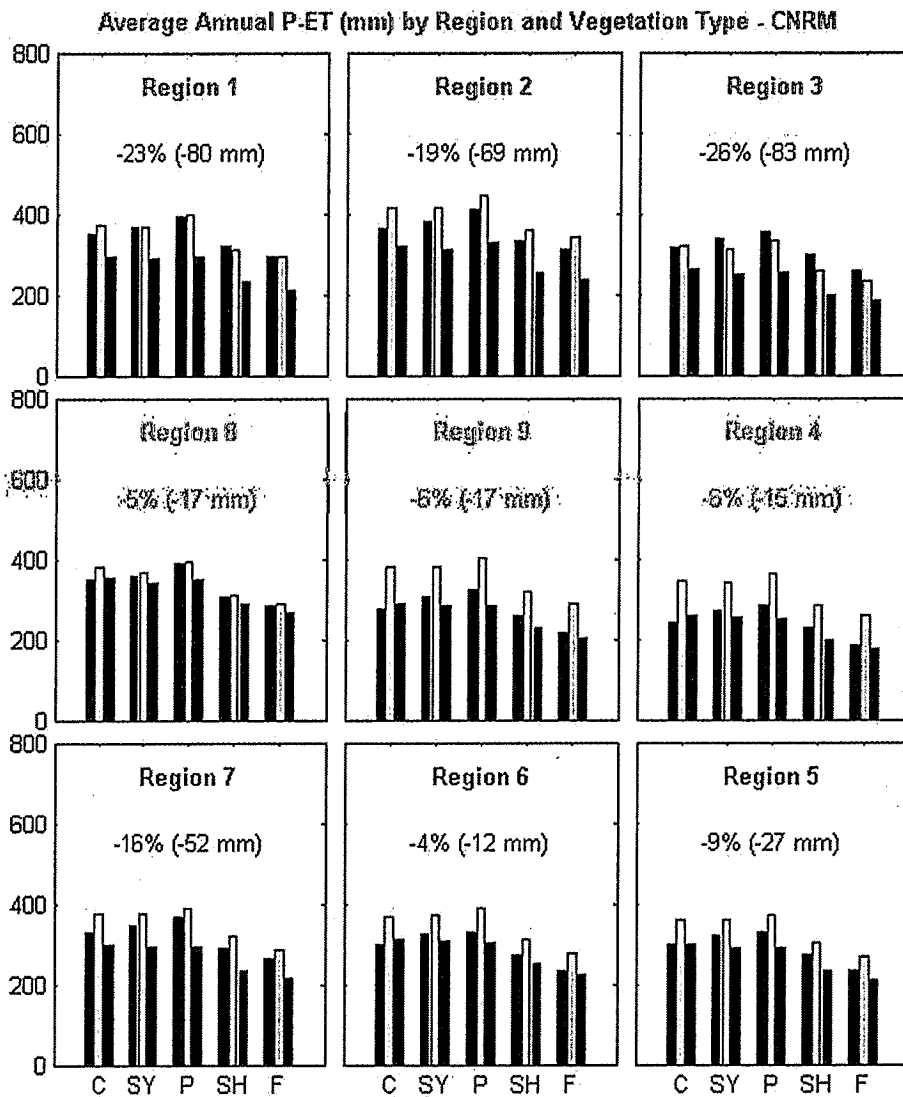 Average Annual P-ET (mm) by Region and Vegetation Type - CNRM
800
600
400
200
0
Region 1
-23% (-80 mm)
Region 2
-19% (-69 mm)
Region 3
-26% (-83 mm)
800
600
400
200
0
Region 8
-5% (-17 mm)
Region 9
-6% (-17 mm)
Region 4
-6% (-15 mm)
800
600
400
200
0
Region 7
-16% (-52 mm)
Region 6
-4% (-12 mm)
Region 5
-9% (-27 mm)
C SY P SH F
C SY P SH F
C SY P SH F